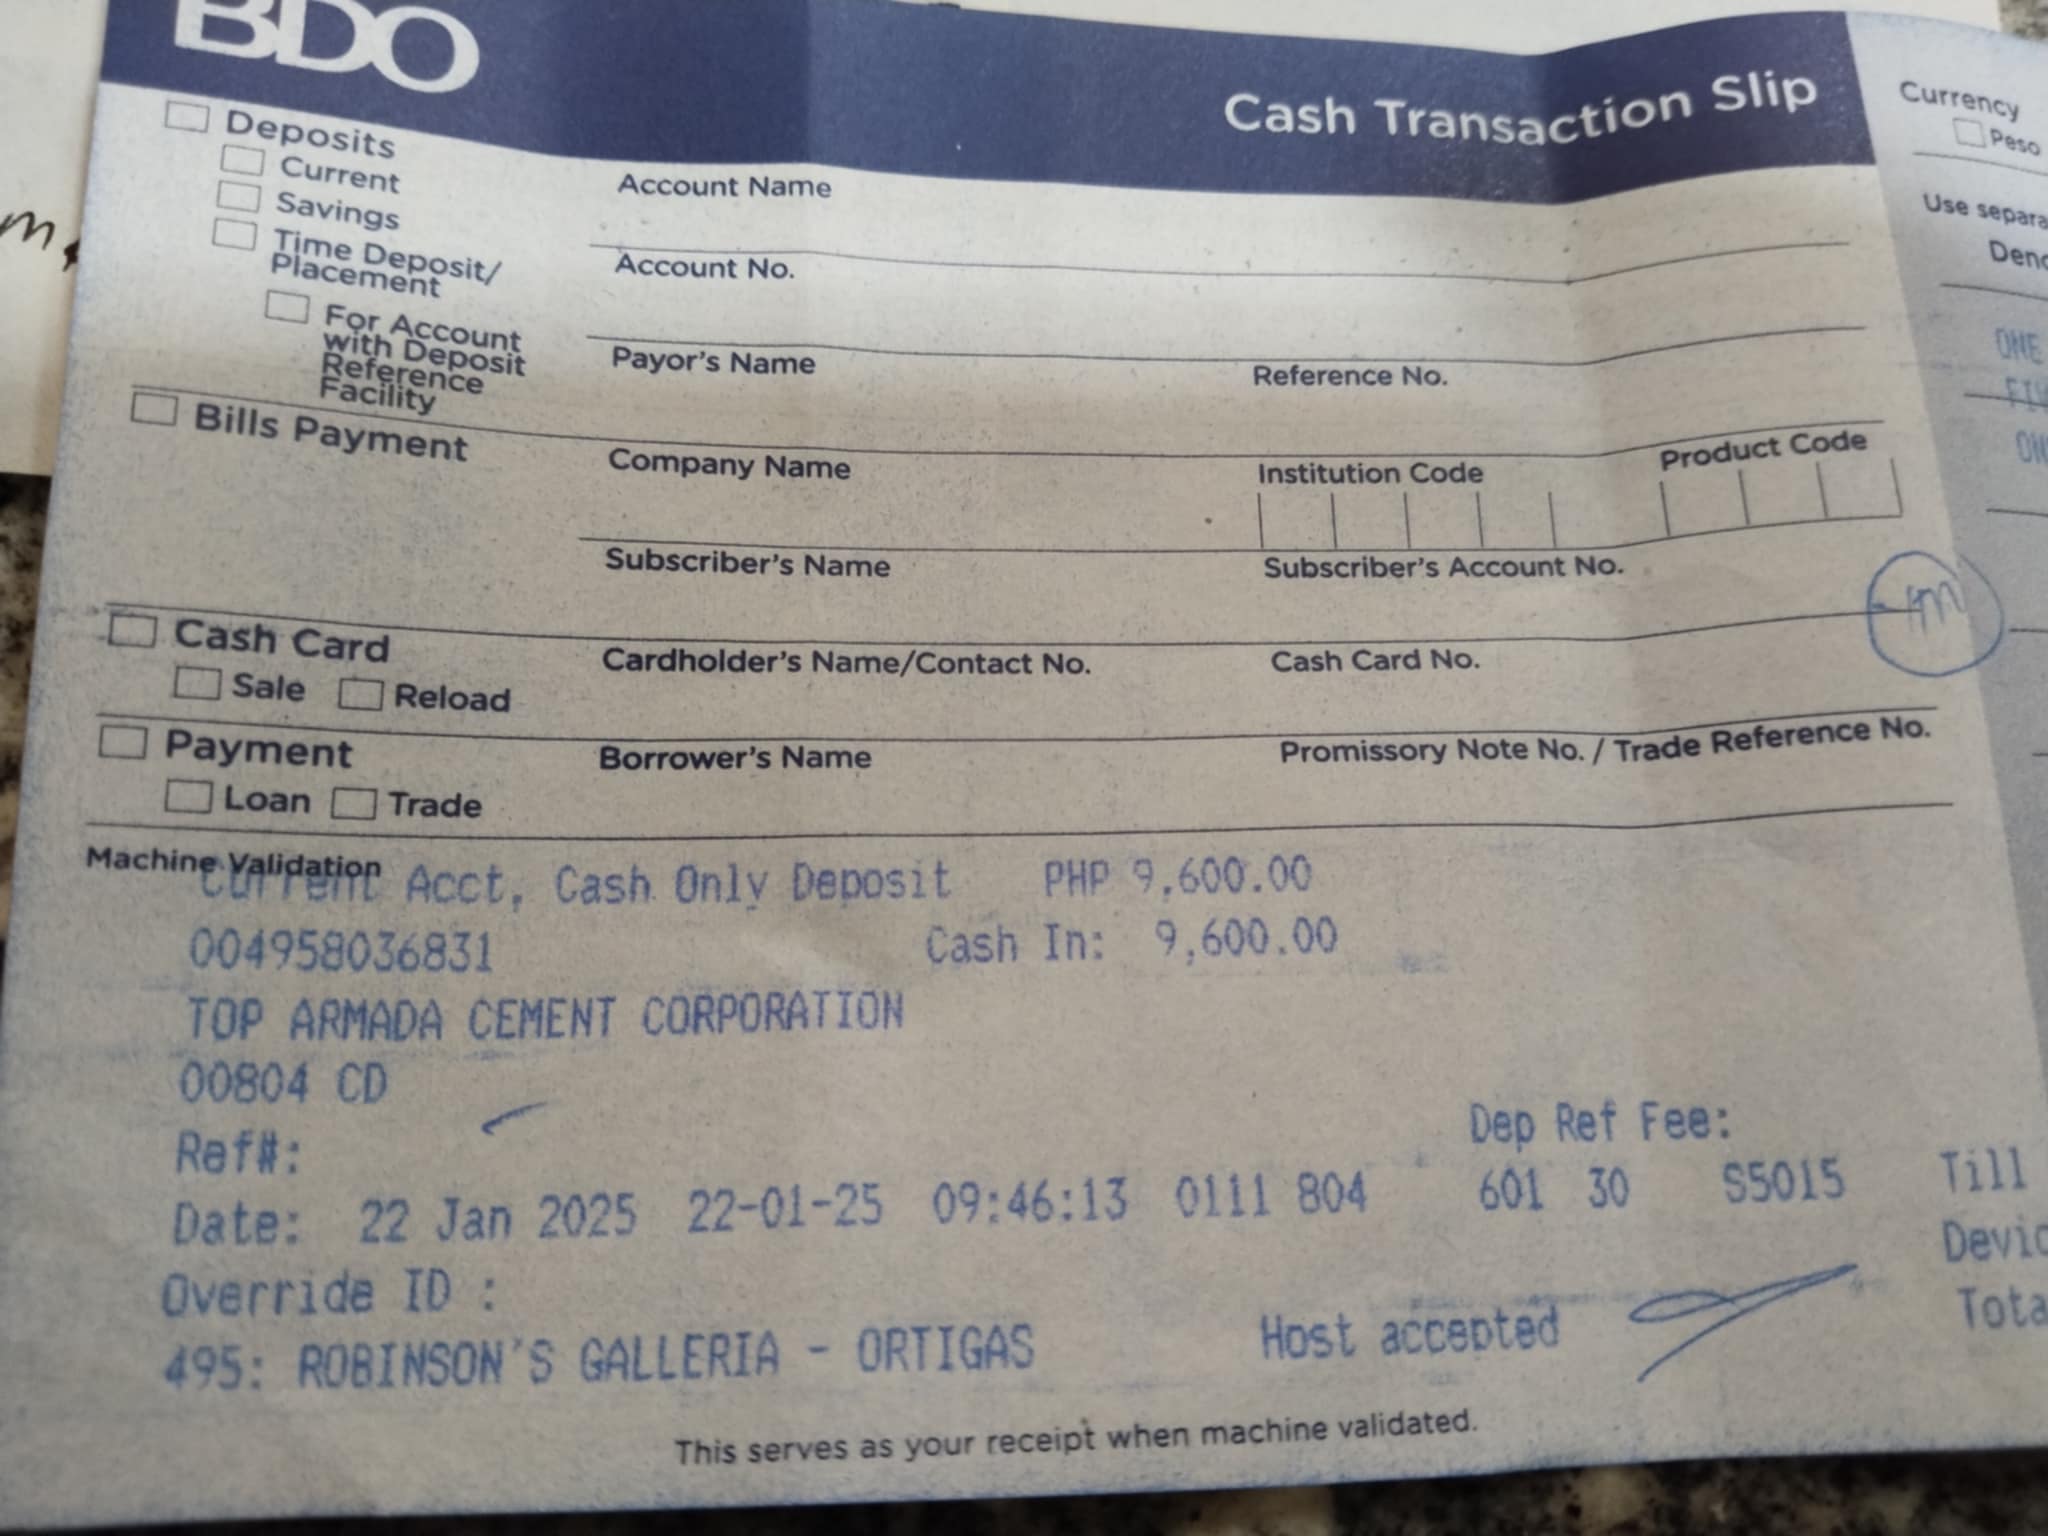 BDO
Cash Transaction Slip
Currency
Peso
Deposits
Current
Savings
Time Deposit/
Placement
For Account
with Deposit
Reference
Facility
Account Name
Account No.
Payor's Name
Reference No.
Use
ONE
Bills Payment
Company Name
Institution Code
Product Code
Subscriber's Name
Subscriber's Account No.
Cash Card
Sale
Reload
Cardholder's Name/Contact No.
Cash Card No.
Payment
Loan
Trade
Borrower's Name
Promissory Note No. / Trade Reference No.
Machine Validation
Current Acct, Cash Only Deposit PHP 9,600.00
004958036831 Cash In: 9,600.00
TOP ARMADA CEMENT CORPORATION
00804 CD
Ref#: Dep Ref Fee:
Date: 22 Jan 2025 22-01-25 09:46:13 0111 804 601 30 S5015 Till
Override ID :
495: ROBINSON'S GALLERIA - ORTIGAS Host accepted
This serves as your receipt when machine validated.